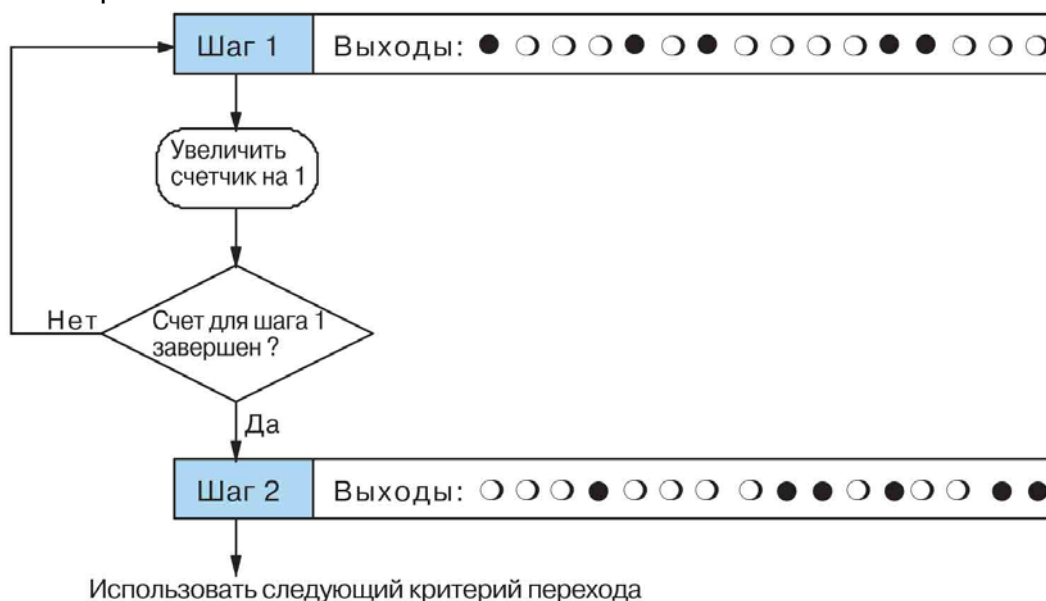 Шаг 1
Выходы:
Увеличить
счетчик на 1
Нет
Счет для шага 1
завершен ?
Да
Шаг 2
Выходы:
Использовать следующий критерий перехода